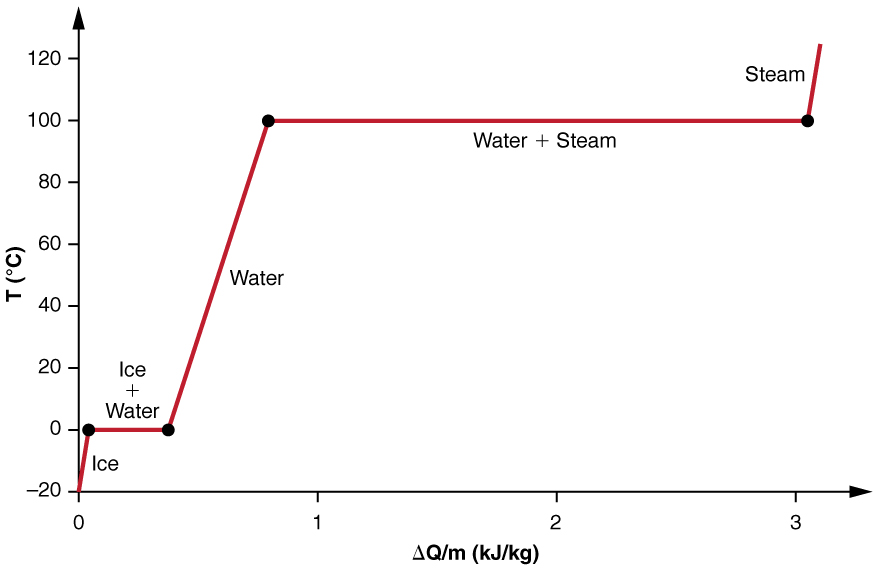 120
Steam
100
Water + Steam
80
60
T (°C)
Water
40
20
Ice
+
Water
0
Ice
–20
0
1
2
3
ΔQ/m (kJ/kg)